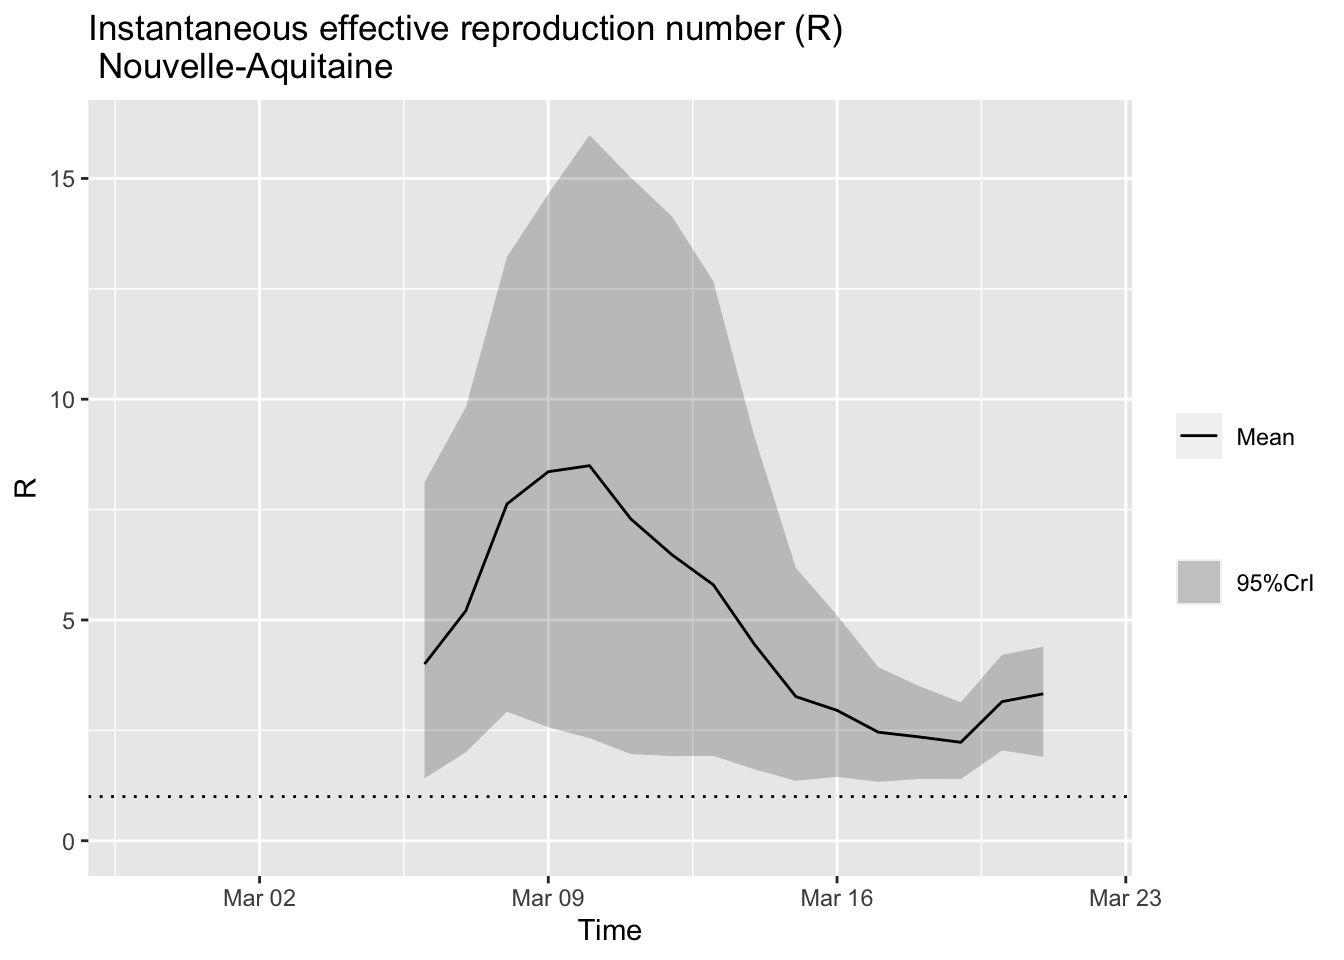 Instantaneous effective reproduction number (R)
Nouvelle-Aquitaine
15
10
5
0
R
Mar 02
Mar 09
Mar 16
Mar 23
Time
Mean
95%CrI